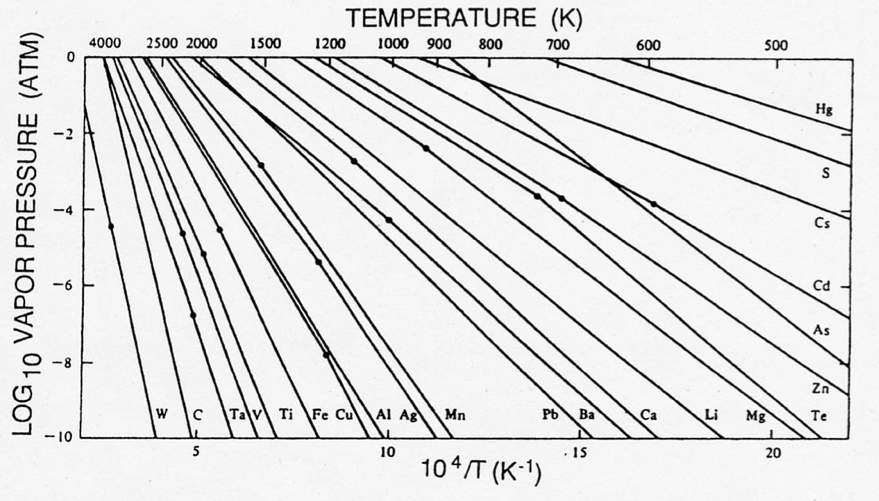 TEMPERATURE (K)
4000 2500 2000 1500 1200 1000 900 800 700 600 500
LOG10 VAPOR PRESSURE (ATM)
0
-2
-4
-6
-8
-10
Hg
S
Cs
Cd
As
Zn
W C Ta V Ti Fe Cu Al Ag Mn Pb Ba Ca Li Mg Te
5 10 15 20
10⁴/T (K⁻¹)